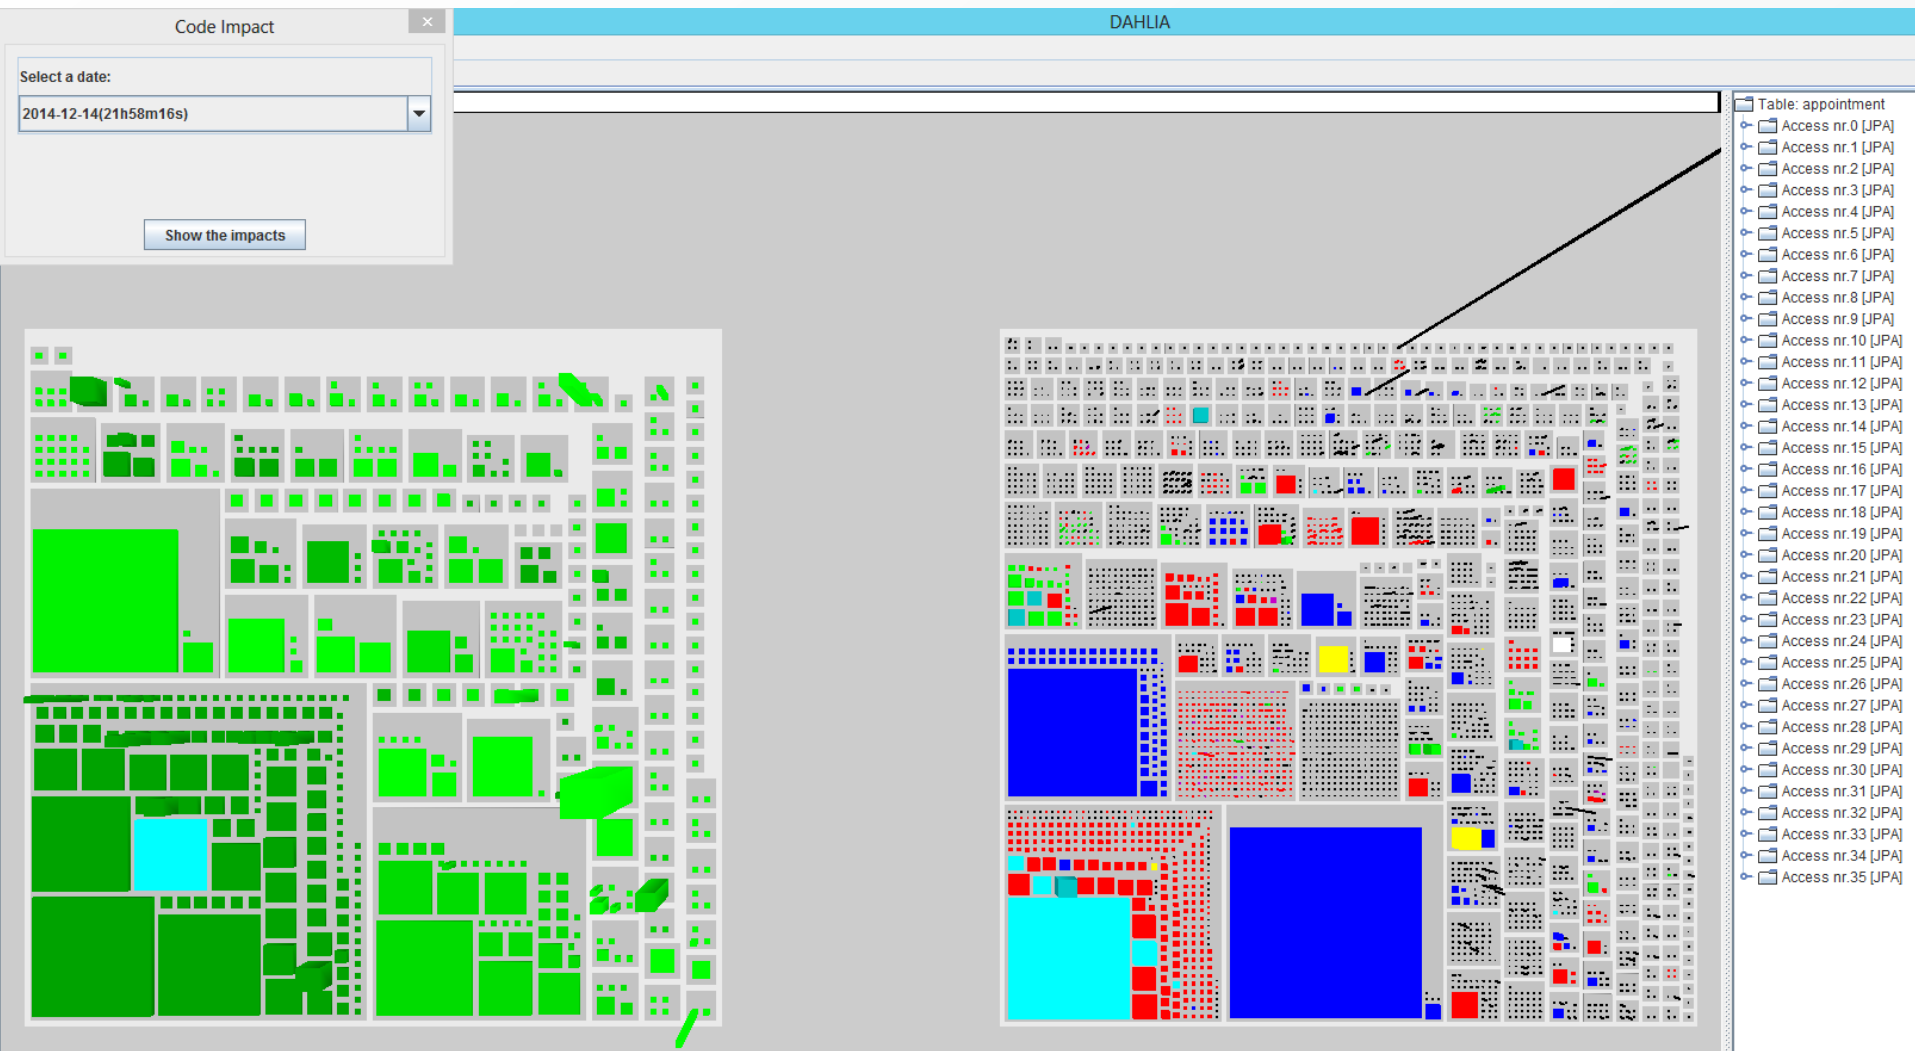 Code Impact
DAHLIA
Select a date:
2014-12-14(21h58m16s)
Show the impacts
Table: appointment
Access nr.0 [JPA]
Access nr.1 [JPA]
Access nr.2 [JPA]
Access nr.3 [JPA]
Access nr.4 [JPA]
Access nr.5 [JPA]
Access nr.6 [JPA]
Access nr.7 [JPA]
Access nr.8 [JPA]
Access nr.9 [JPA]
Access nr.10 [JPA]
Access nr.11 [JPA]
Access nr.12 [JPA]
Access nr.13 [JPA]
Access nr.14 [JPA]
Access nr.15 [JPA]
Access nr.16 [JPA]
Access nr.17 [JPA]
Access nr.18 [JPA]
Access nr.19 [JPA]
Access nr.20 [JPA]
Access nr.21 [JPA]
Access nr.22 [JPA]
Access nr.23 [JPA]
Access nr.24 [JPA]
Access nr.25 [JPA]
Access nr.26 [JPA]
Access nr.27 [JPA]
Access nr.28 [JPA]
Access nr.29 [JPA]
Access nr.30 [JPA]
Access nr.31 [JPA]
Access nr.32 [JPA]
Access nr.33 [JPA]
Access nr.34 [JPA]
Access nr.35 [JPA]